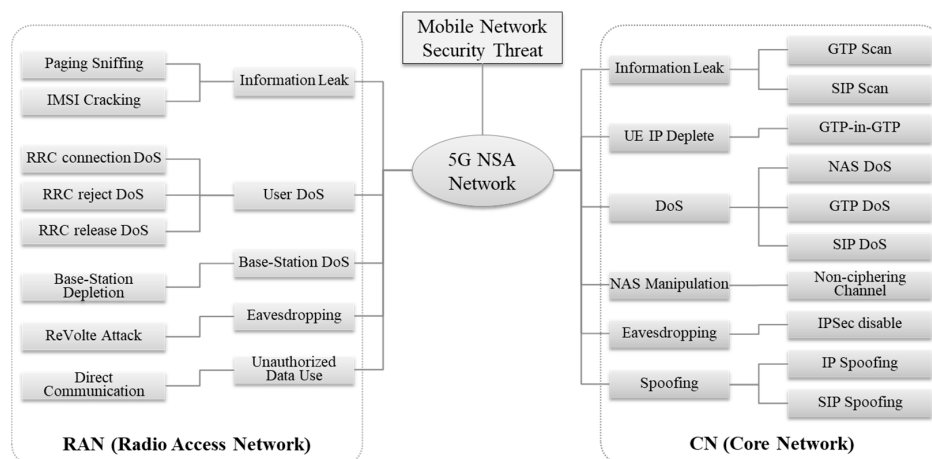 Mobile Network
Security Threat
5G NSA
Network
Paging Sniffing
IMSI Cracking
Information Leak
RRC connection DoS
RRC reject DoS
RRC release DoS
User DoS
Base-Station
Depletion
Base-Station DoS
ReVolte Attack
Eavesdropping
Direct
Communication
Unauthorized
Data Use
RAN (Radio Access Network)
Information Leak
GTP Scan
SIP Scan
UE IP Deplete
GTP-in-GTP
DoS
NAS DoS
GTP DoS
SIP DoS
NAS Manipulation
Non-ciphering
Channel
Eavesdropping
IPSec disable
Spoofing
IP Spoofing
SIP Spoofing
CN (Core Network)